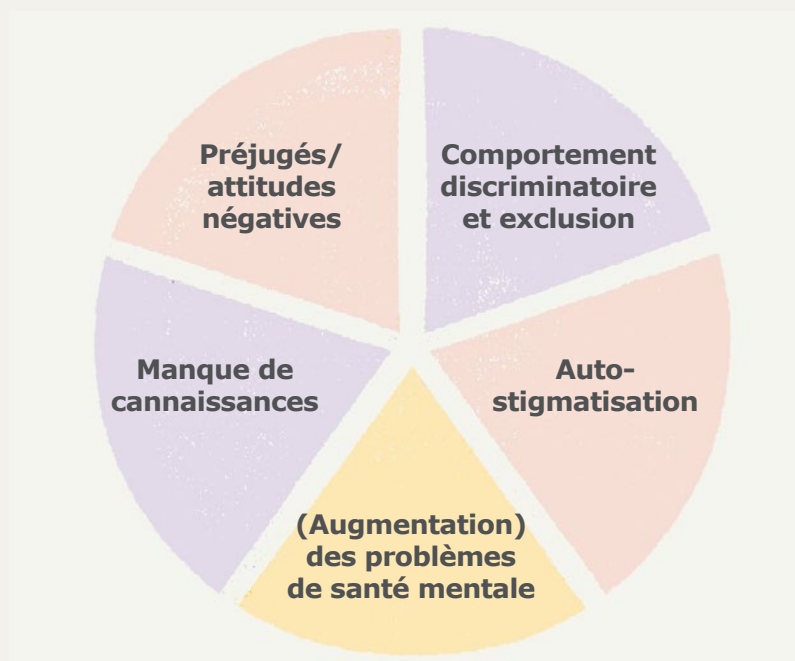 Préjugés/
attitudes
négatives
Comportement
discriminatoire
et exclusion
Manque de
cannaissances
Auto-
stigmatisation
(Augmentation)
des problèmes
de santé mentale